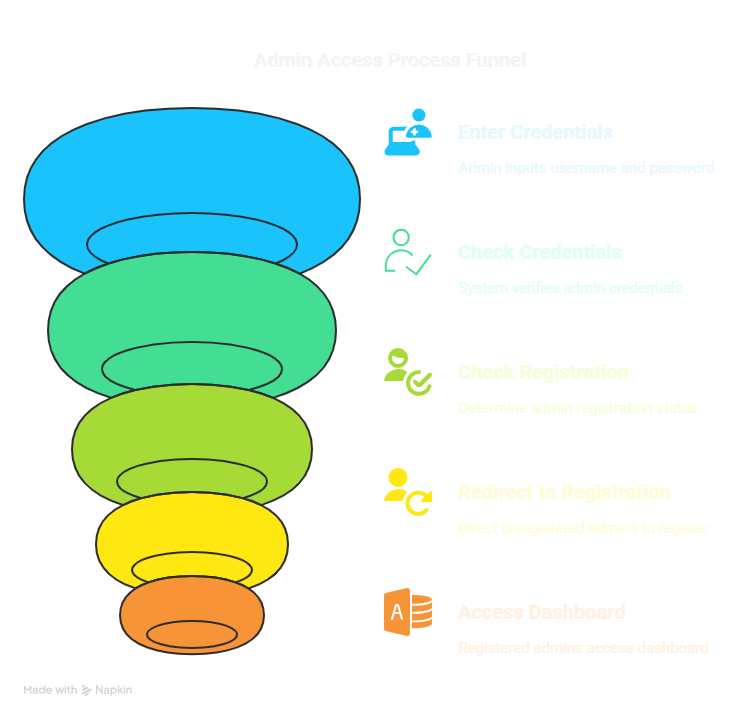 Admin Access Process Funnel
Enter Credentials
Admin inputs username and password
Check Credentials
System verifies admin credentials
Check Registration
Determine admin registration status
Redirect to Registration
Direct unregistered admins to register
A
Access Dashboard
Registered admins access dashboard
Made with Napkin